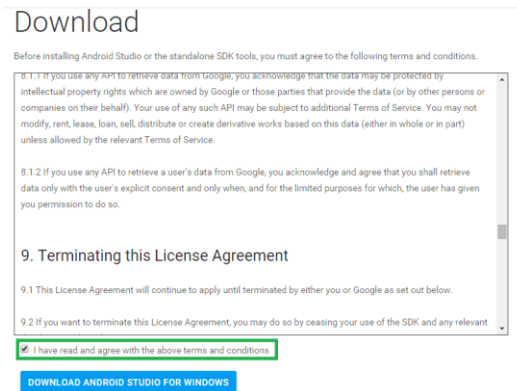 Download
Before installing Android Studio or the standalone SDK tools, you must agree to the following terms and conditions.
8.1.1 If you use any API to retrieve data from Google, you acknowledge that the data may be protected by
intellectual property rights which are owned by Google or those parties that provide the data (or by other persons or
companies on their behalf). Your use of any such API may be subject to additional Terms of Service. You may not
modify, rent, lease, loan, sell, distribute or create derivative works based on this data (either in whole or in part)
unless allowed by the relevant Terms of Service.
8.1.2 If you use any API to retrieve a user's data from Google, you acknowledge and agree that you shall retrieve
data only with the user's explicit consent and only when, and for the limited purposes for which, the user has given
you permission to do so.
9. Terminating this License Agreement
9.1 This License Agreement will continue to apply until terminated by either you or Google as set out below.
9.2 If you want to terminate this License Agreement, you may do so by ceasing your use of the SDK and any relevant
I have read and agree with the above terms and conditions
DOWNLOAD ANDROID STUDIO FOR WINDOWS